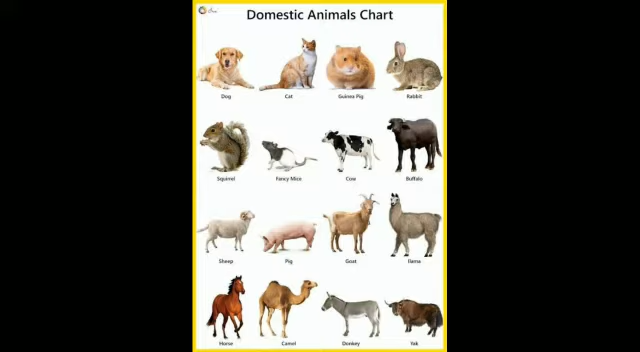 Domestic Animals Chart
Dog Cat Guinea Pig Rabbit
Squirrel Fancy Mice Cow Buffalo
Sheep Pig Goat llama
Horse Camel Donkey Yak